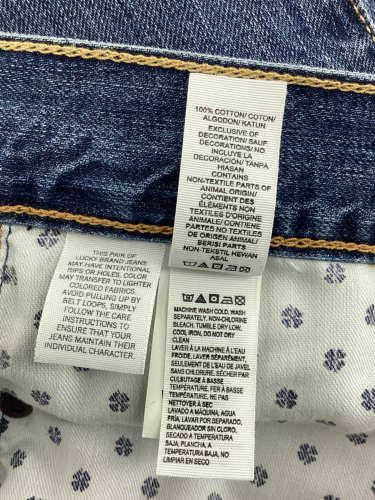 100% COTTON/ COTON/
ALGODÓN/ KATUN
EXCLUSIVE OF
DECORATION/ SAUF
DECORATIONS/ NO
INCLUYE LA
DECORACION/ TANPA
HIASAN
CONTAINS
NON-TEXTILE PARTS OF
ANIMAL ORIGIN/
CONTIENT DES
ÉLÉMENTS NON
TEXTILES D'ORIGINE
ANIMALE/ CONTIENE
PARTES NO TEXTILES
DE ORIGEN ANIMAL/
BERISI PARTS
NON-TEXSTIL HEWAN
ASAL
THIS PAIR OF
LUCKY BRAND JEANS
MAY HAVE INTENTIONAL
RIPS OR HOLES. COLOR
MAY TRANSFER TO LIGHTER
COLORED FABRICS.
AVOID PULLING UP BY
BELT LOOPS, SIMPLY
FOLLOW THE CARE
INSTRUCTIONS TO
ENSURE THAT YOUR
JEANS MAINTAIN THEIR
INDIVIDUAL CHARACTER.
MACHINE WASH COLD, WASH
SEPARATELY, NON-CHLORINE
BLEACH, TUMBLE DRY LOW,
COOL IRON, DO NOT DRY
CLEAN
LAVER À LA MACHINE À L'EAU
FROIDE, LAVER SÉPARÉMENT,
SEULEMENT DE L'EAU DE JAVEL
SANS CHLORE, SÉCHER PAR
CULBUTAGE À BASSE
TEMPÉRATURE, FER À BASSE
TEMPÉRATURE, NE PAS
NETTOYER À SEC
LAVADO A MÁQUINA, AGUA
FRÍA, LAVAR POR SEPARADO,
BLANQUEADOR SIN CLORO
SECADO A TEMPERATURA
BAJA, PLANCHA, A
TEMPERATURA BAJA, NO
LIMPIAR EN SECO